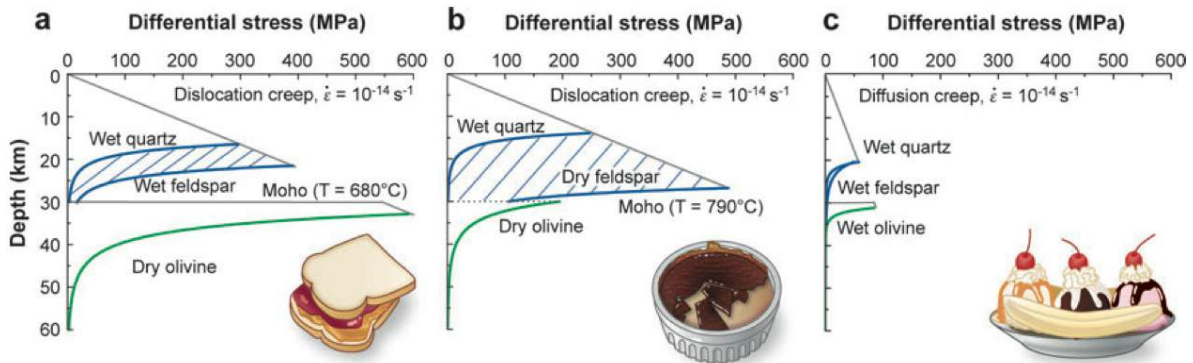 a
Differential stress (MPa)
0 100 200 300 400 500 600
Dislocation creep, ε̇ = 10⁻¹⁴ s⁻¹
0
10
20
30
40
50
60
Depth (km)
Wet quartz
Wet feldspar
Moho (T = 680°C)
Dry olivine
b
Differential stress (MPa)
0 100 200 300 400 500 600
Dislocation creep, ε̇ = 10⁻¹⁴ s⁻¹
Wet quartz
Dry feldspar
Moho (T = 790°C)
Dry olivine
c
Differential stress (MPa)
0 100 200 300 400 500 600
Diffusion creep, ε̇ = 10⁻¹⁴ s⁻¹
Wet quartz
Wet feldspar
Wet olivine